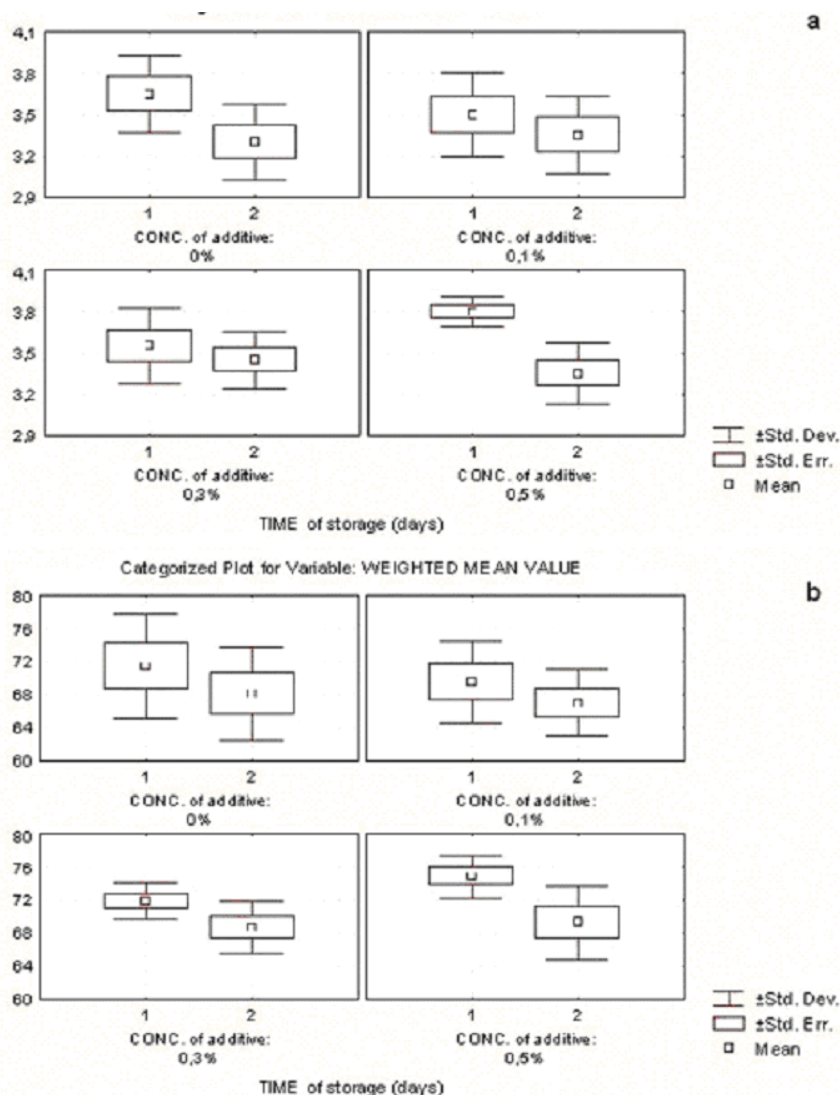 a
4,1
3,8
3,5
3,2
2,9
1 2 1 2
CONC. of additive: CONC. of additive:
0% 0,1%
4,1
3,8
3,5
3,2
2,9
1 2 1 2
CONC. of additive: CONC. of additive:
0,3% 0,5%
±Std. Dev.
±Std. Err.
Mean
TIME of storage (days)
Categorized Plot for Variable: WEIGHTED MEAN VALUE
b
80
76
72
68
64
60
1 2 1 2
CONC. of additive: CONC. of additive:
0% 0,1%
80
76
72
68
64
60
1 2 1 2
CONC. of additive: CONC. of additive:
0,3% 0,5%
±Std. Dev.
±Std. Err.
Mean
TIME of storage (days)